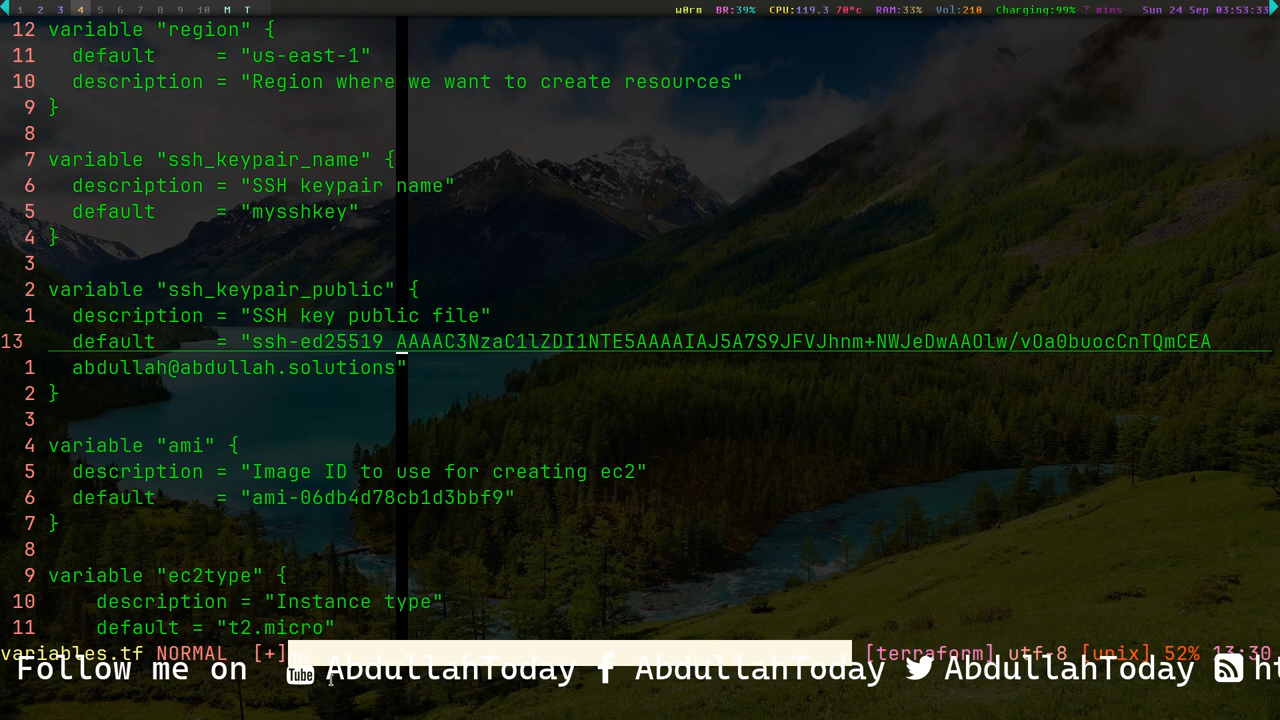 1 2 3 4 5 6 7 8 9 10 M T w0rm BR:39% CPU:119.3 70°c RAM:33% Vol:210 Charging:99% ? mins Sun 24 Sep 03:53:33
12 variable "region" {
11 default = "us-east-1"
10 description = "Region where we want to create resources"
9 }
8
7 variable "ssh_keypair_name" {
6 description = "SSH keypair name"
5 default = "mysshkey"
4 }
3
2 variable "ssh_keypair_public" {
1 description = "SSH key public file"
13 default = "ssh-ed25519 AAAAC3NzaC1lZDI1NTE5AAAAIAJ5A7S9JFVJhnm+NWJeDwAAOlw/vOa0buocCnTQmCEA
1 abdullah@abdullah.solutions"
2 }
3
4 variable "ami" {
5 description = "Image ID to use for creating ec2"
6 default = "ami-06db4d78cb1d3bbf9"
7 }
8
9 variable "ec2type" {
10 description = "Instance type"
11 default = "t2.micro"
variables.tf NORMAL [+] [terraform] utf-8 [unix] 52% 13:30
Follow me on You Tube AbdullahToday AbdullahToday AbdullahToday ht